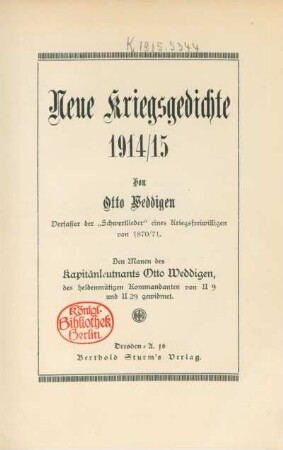 K 1915.3344
Neue Kriegsgedichte
1914/15
Von
Otto Weddigen
Verfasser der „Schwertlieder“ eines Kriegsfreiwilligen
von 1870/71.
Den Manen des
Kapitänleutnants Otto Weddigen,
des heldenmütigen Kommandanten von U 9
und U 29 gewidmet.
Königl.
Bibliothek
Berlin.
Dresden-A. 16
Berthold Sturm's Verlag.